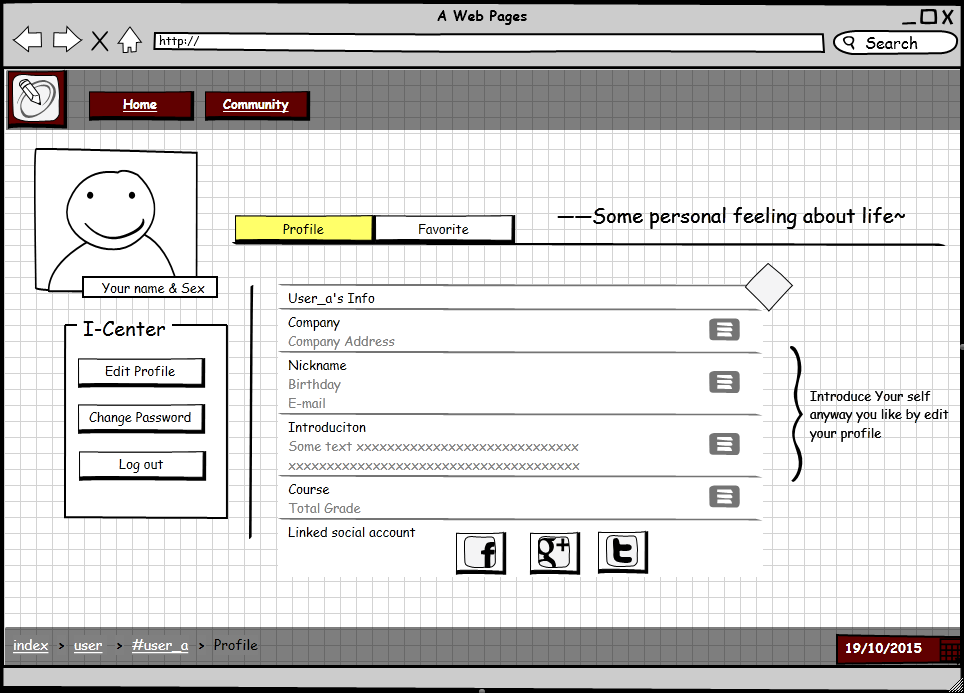 A Web Pages
http://
Search
Home
Community
——Some personal feeling about life~
Profile
Favorite
Your name & Sex
I-Center
Edit Profile
Change Password
Log out
User_a's Info
Company
Company Address
Nickname
Birthday
E-mail
Introduciton
Some text xxxxxxxxxxxxxxxxxxxxxxxxxxxxx
xxxxxxxxxxxxxxxxxxxxxxxxxxxxxxxxxxxxxx
Course
Total Grade
Linked social account
f
g+
t
Introduce Your self
anyway you like by edit
your profile
index > user > #user_a > Profile
19/10/2015